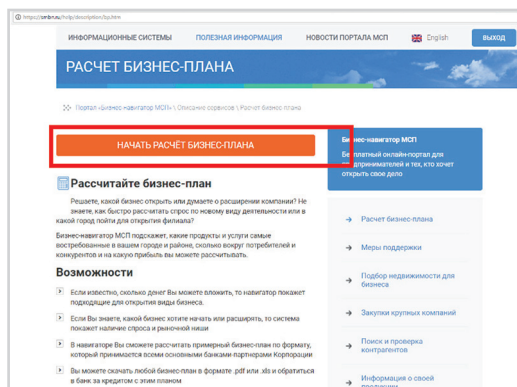 https://smbn.ru/help/description/bp.htm
ИНФОРМАЦИОННЫЕ СИСТЕМЫ ПОЛЕЗНАЯ ИНФОРМАЦИЯ НОВОСТИ ПОРТАЛА МСП English ВЫХОД
РАСЧЕТ БИЗНЕС-ПЛАНА
Портал «Бизнес-навигатор МСП» \ Описание сервисов \ Расчет бизнес-плана
НАЧАТЬ РАСЧЁТ БИЗНЕС-ПЛАНА
Рассчитайте бизнес-план
Решаете, какой бизнес открыть или думаете о расширении компании? Не
знаете, как быстро рассчитать спрос по новому виду деятельности или в
какой город пойти для открытия филиала?
Бизнес-навигатор МСП подскажет, какие продукты и услуги самые
востребованные в вашем городе и районе, сколько вокруг потребителей и
конкурентов и на какую прибыль вы можете рассчитывать.
Возможности
Если известно, сколько денег Вы можете вложить, то навигатор покажет
подходящие для открытия виды бизнеса.
Если Вы знаете, какой бизнес хотите начать или расширять, то система
покажет наличие спроса и рыночной ниши
В навигаторе Вы сможете рассчитать примерный бизнес-план по формату,
который принимается всеми основными банками-партнерами Корпорации
Вы можете скачать любой бизнес-план в формате .pdf или .xls и обратиться
в банк за кредитом с этим планом
Бизнес-навигатор МСП
Бесплатный онлайн-портал для
предпринимателей и тех, кто хочет
открыть свое дело
Расчет бизнес-плана
Меры поддержки
Подбор недвижимости для
бизнеса
Закупки крупных компаний
Поиск и проверка
контрагентов
Информация о своей
продукции